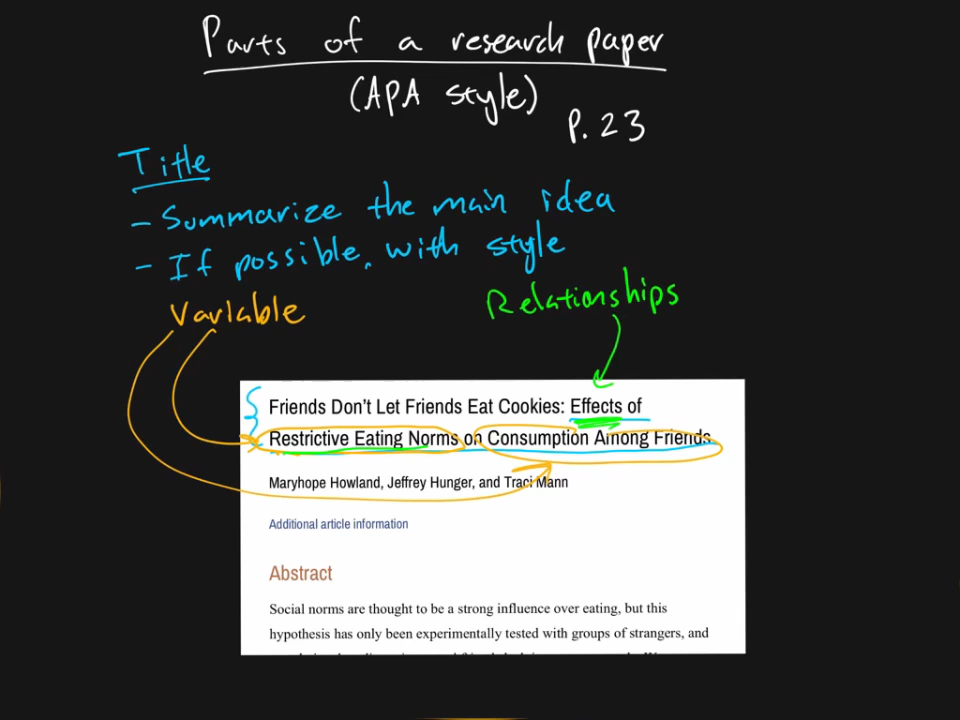 Parts of a research paper
(APA style)
P. 23
Title
- Summarize the main idea
- If possible, with style
Variable
Relationships
Friends Don't Let Friends Eat Cookies: Effects of
Restrictive Eating Norms on Consumption Among Friends
Maryhope Howland, Jeffrey Hunger, and Traci Mann
Additional article information
Abstract
Social norms are thought to be a strong influence over eating, but this
hypothesis has only been experimentally tested with groups of strangers, and